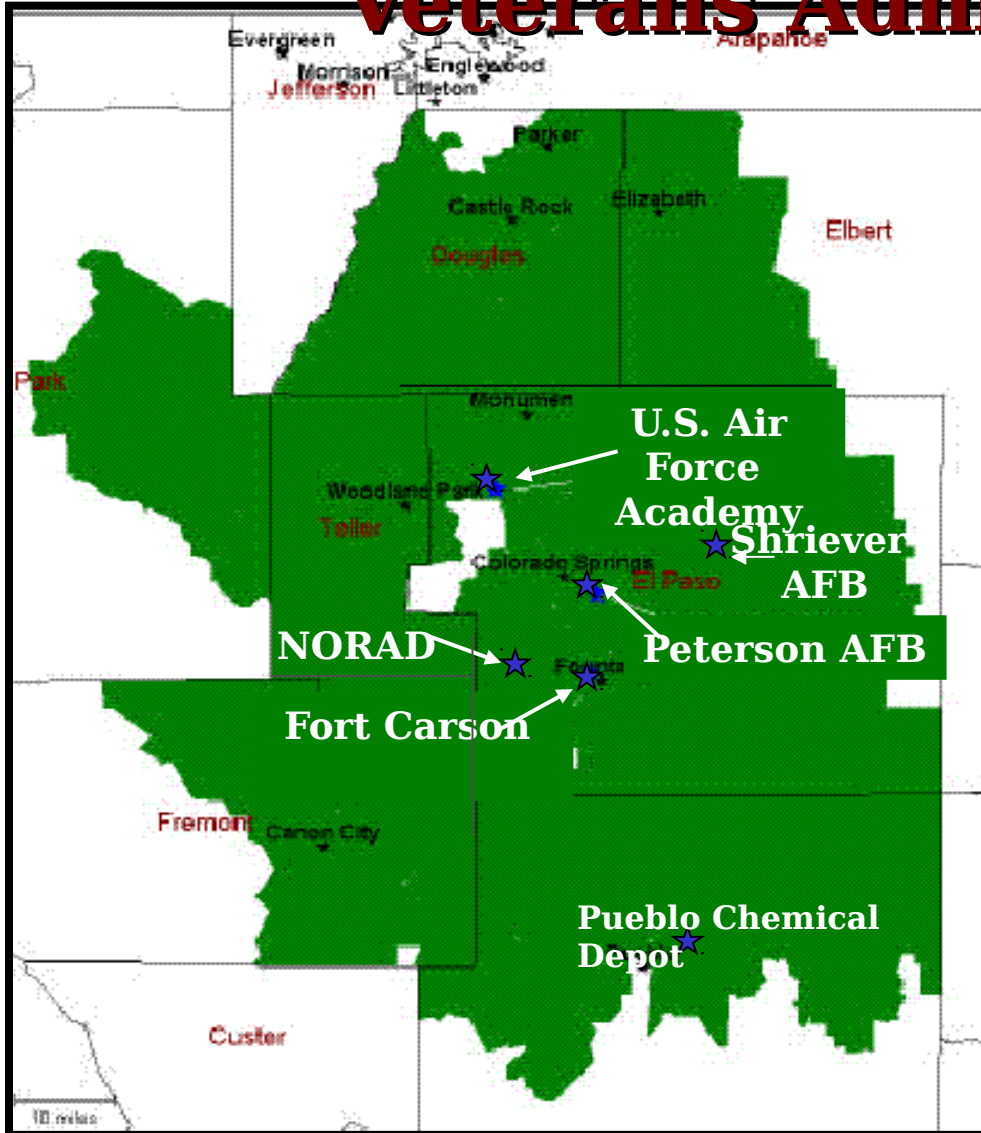 Veterans Adm
Evergreen
Arapahoe
Morrison
Englewood
Jefferson
Littleton
Parker
Castle Rock
Elizabeth
Elbert
Douglas
Park
Monumen
U.S. Air
Force
Academy
Woodland Park
Teller
Shriever
AFB
Colorado Springs
El Paso
NORAD
Peterson AFB
Fort Carson
Fremont
Canon City
Pueblo Chemical
Depot
Custer
10 miles